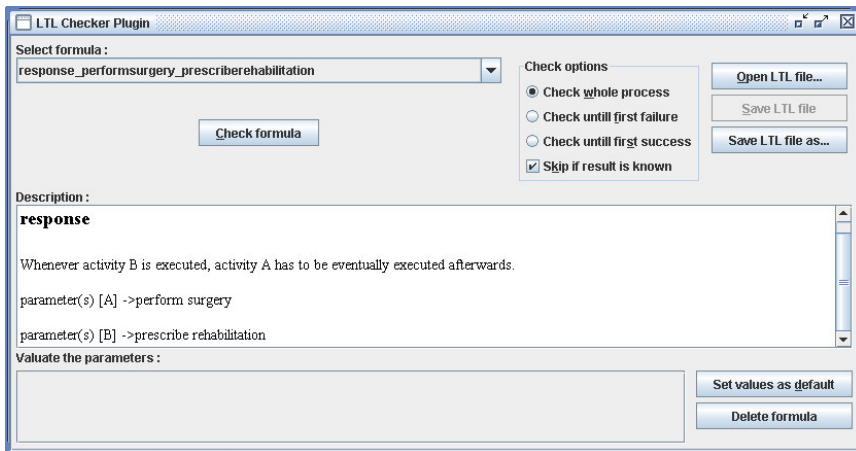 LTL Checker Plugin
Select formula :
response_performsurgery_prescriberehabilitation
Check formula
Check options
Check whole process
Check untill first failure
Check untill first success
Skip if result is known
Open LTL file...
Save LTL file
Save LTL file as...
Description :
response
Whenever activity B is executed, activity A has to be eventually executed afterwards.
parameter(s) [A] ->perform surgery
parameter(s) [B] ->prescribe rehabilitation
Valuate the parameters :
Set values as default
Delete formula